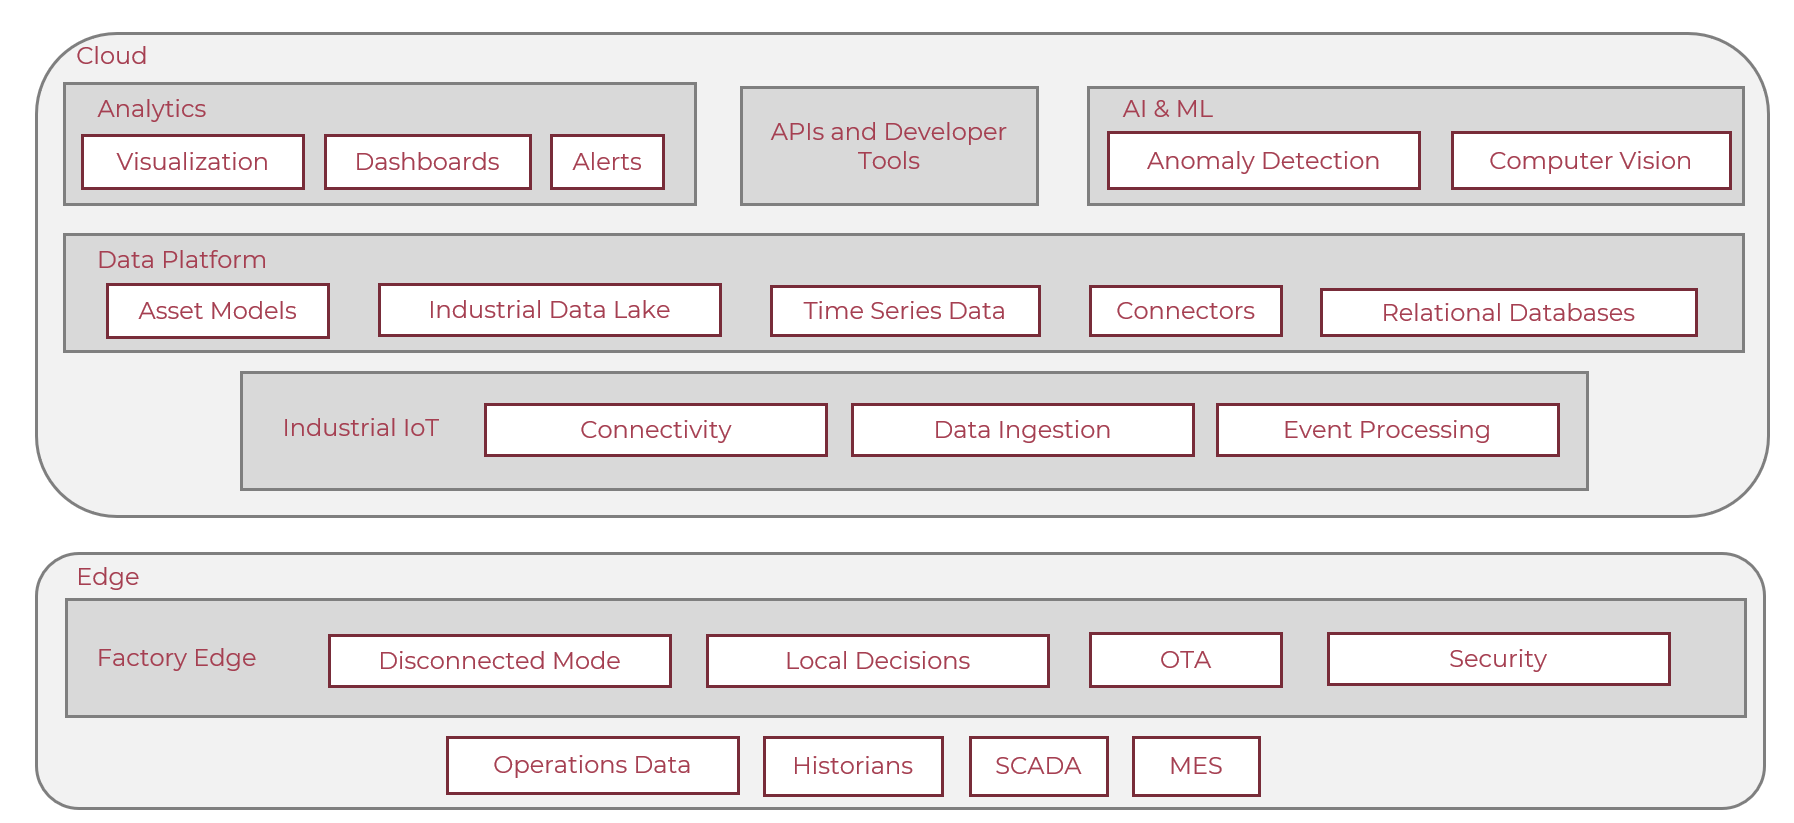 Cloud
Analytics
Visualization
Dashboards
Alerts
APIs and Developer
Tools
AI & ML
Anomaly Detection
Computer Vision
Data Platform
Asset Models
Industrial Data Lake
Time Series Data
Connectors
Relational Databases
Industrial IoT
Connectivity
Data Ingestion
Event Processing
Edge
Factory Edge
Disconnected Mode
Local Decisions
OTA
Security
Operations Data
Historians
SCADA
MES